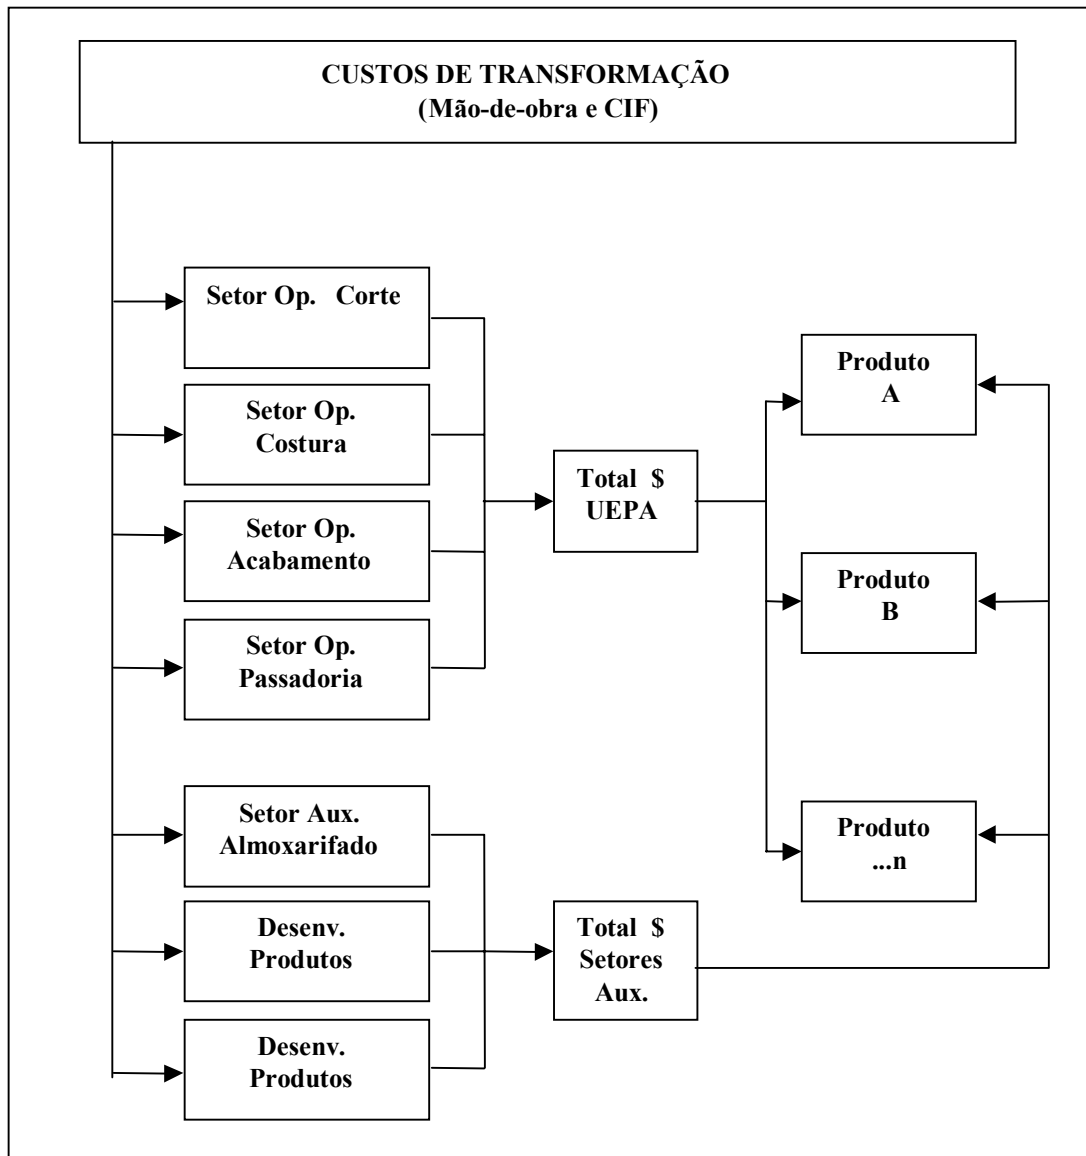 CUSTOS DE TRANSFORMAÇÃO
(Mão-de-obra e CIF)
Setor Op. Corte
Setor Op.
Costura
Setor Op.
Acabamento
Setor Op.
Passadoria
Setor Aux.
Almoxarifado
Desenv.
Produtos
Desenv.
Produtos
Total $
UEPA
Total $
Setores
Aux.
Produto
A
Produto
B
Produto
...n